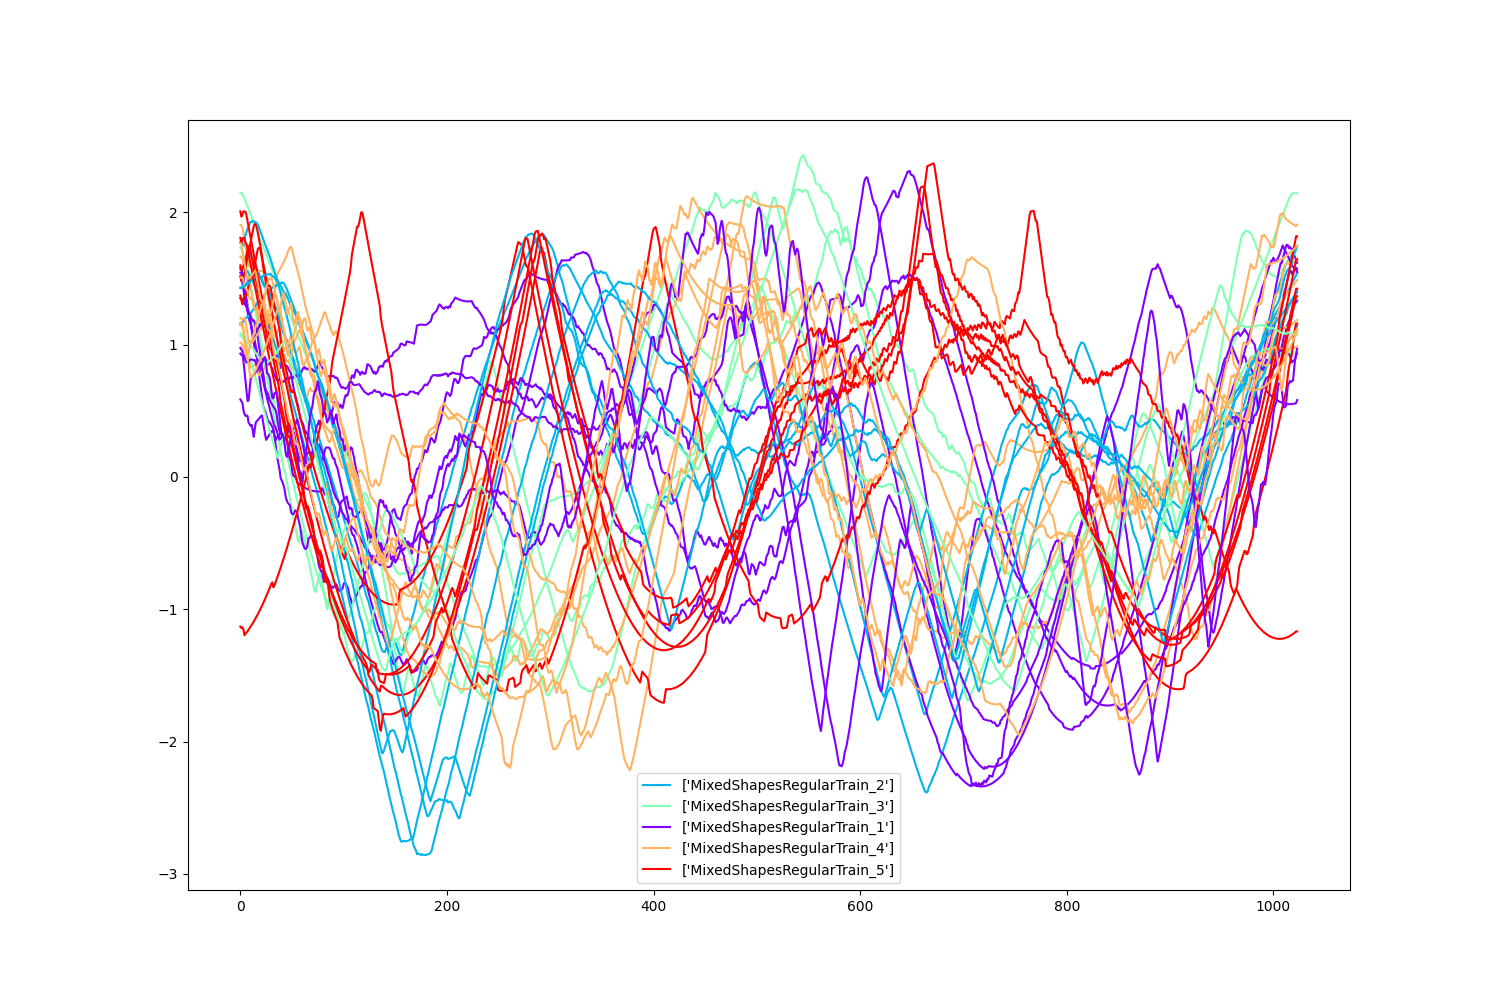 2
1
0
−1
−2
−3
0
200
400
600
800
1000
['MixedShapesRegularTrain_2']
['MixedShapesRegularTrain_3']
['MixedShapesRegularTrain_1']
['MixedShapesRegularTrain_4']
['MixedShapesRegularTrain_5']